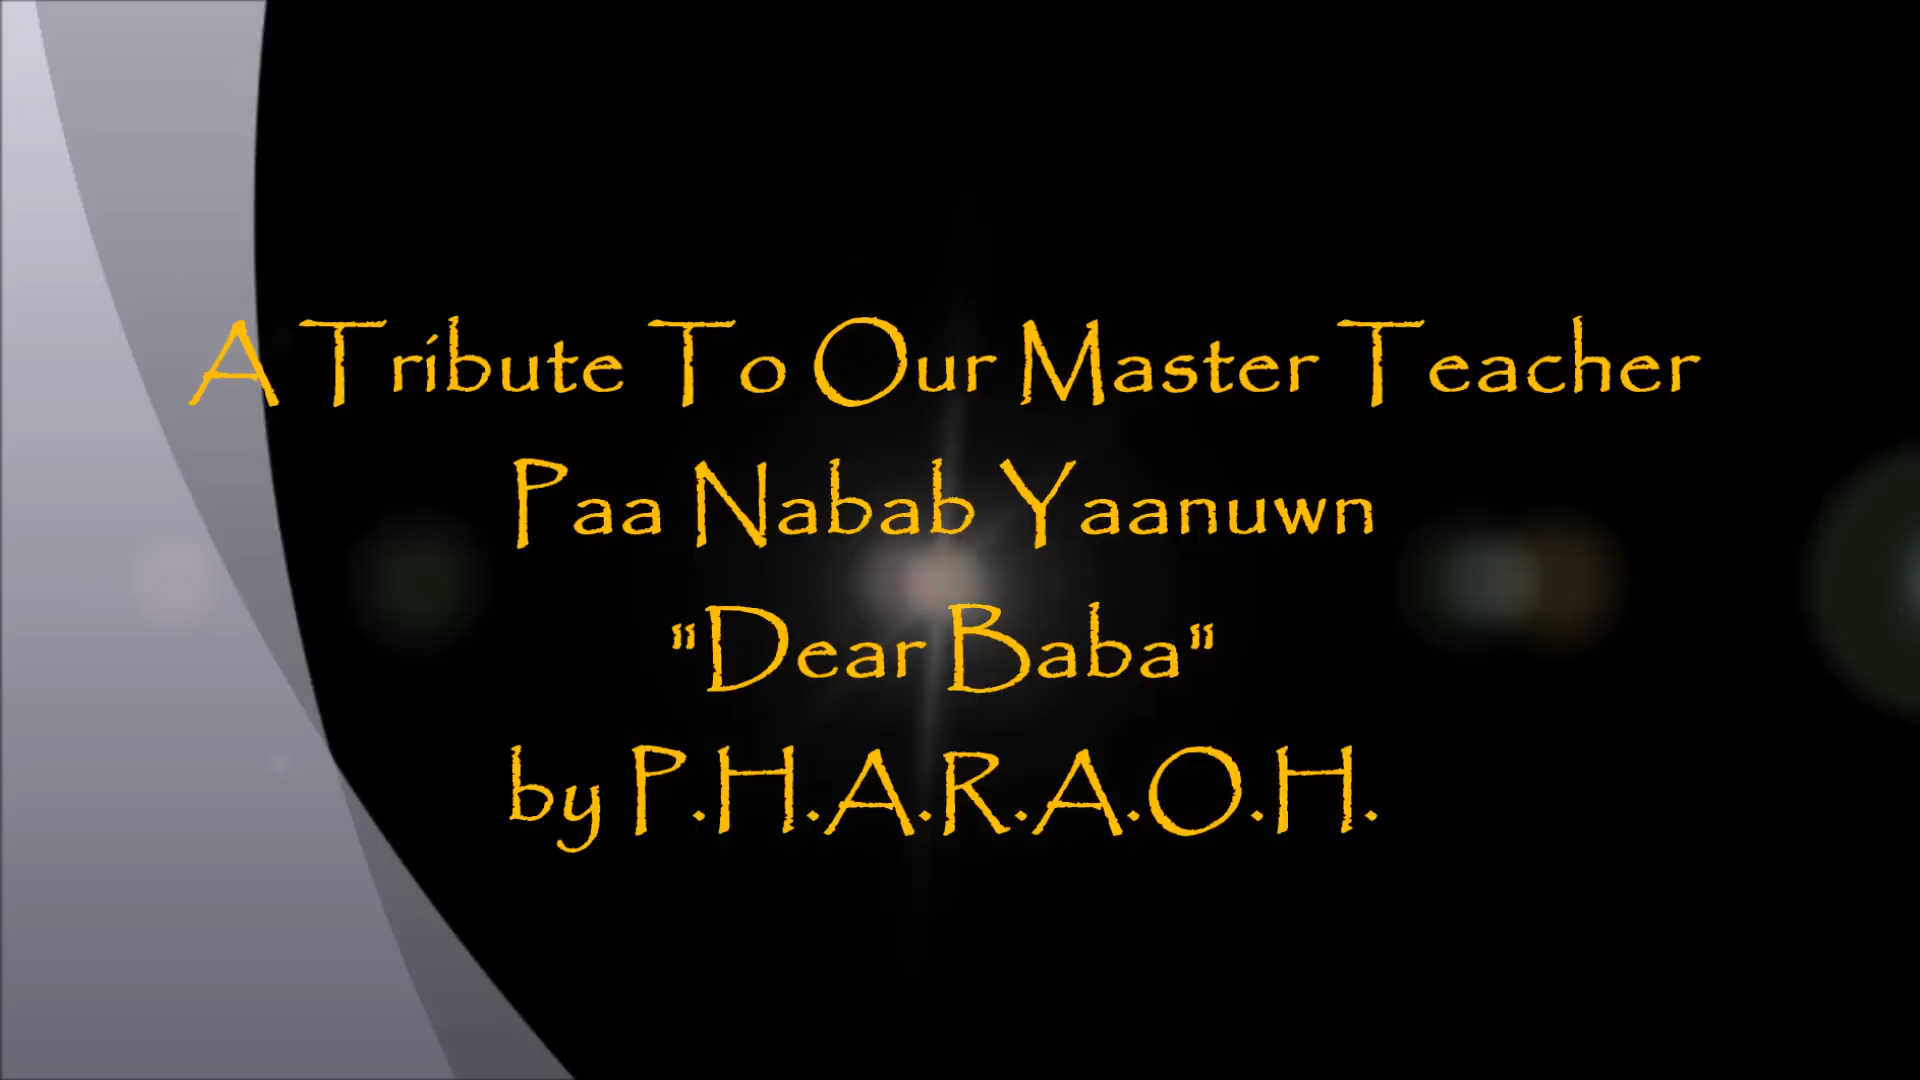 A Tribute To Our Master Teacher
Paa Nabab Yaanuwn
"Dear Baba"
by P.H.A.R.A.O.H.